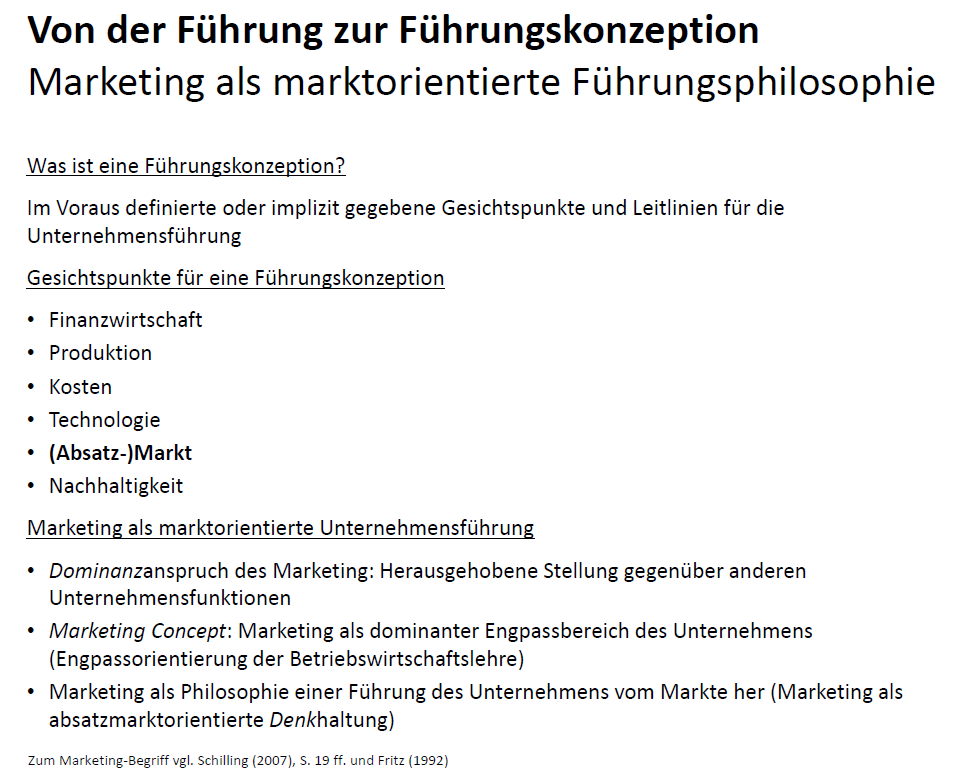 Von der Führung zur Führungskonzeption
Marketing als marktorientierte Führungsphilosophie
Was ist eine Führungskonzeption?
Im Voraus definierte oder implizit gegebene Gesichtspunkte und Leitlinien für die
Unternehmensführung
Gesichtspunkte für eine Führungskonzeption
• Finanzwirtschaft
• Produktion
• Kosten
• Technologie
• (Absatz-)Markt
• Nachhaltigkeit
Marketing als marktorientierte Unternehmensführung
• Dominanzanspruch des Marketing: Herausgehobene Stellung gegenüber anderen
Unternehmensfunktionen
• Marketing Concept: Marketing als dominanter Engpassbereich des Unternehmens
(Engpassorientierung der Betriebswirtschaftslehre)
• Marketing als Philosophie einer Führung des Unternehmens vom Markte her (Marketing als
absatzmarktorientierte Denkhaltung)
Zum Marketing-Begriff vgl. Schilling (2007), S. 19 ff. und Fritz (1992)